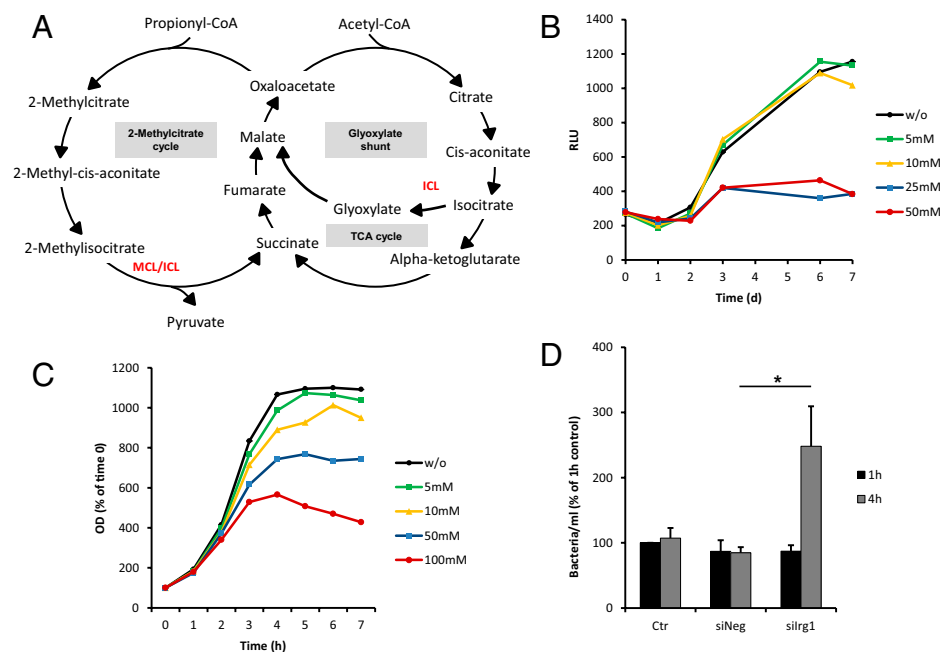 A
Propionyl-CoA
Acetyl-CoA
Oxaloacetate
2-Methylcitrate
Citrate
2-Methylcitrate
cycle
Malate
Glyoxylate
shunt
Cis-aconitate
2-Methyl-cis-aconitate
ICL
Fumarate
Glyoxylate
Isocitrate
2-Methylisocitrate
Succinate
TCA cycle
Alpha-ketoglutarate
MCL/ICL
Pyruvate
B
RLU
1400
1200
1000
800
600
400
200
0
0 1 2 3 4 5 6 7
Time (d)
w/o
5mM
10mM
25mM
50mM
C
OD (% of time 0)
1200
1000
800
600
400
200
0
0 1 2 3 4 5 6 7
Time (h)
w/o
5mM
10mM
50mM
100mM
D
Bacteria/ml (% of 1h control)
400
300
200
100
0
*
Ctr siNeg siIrg1
1h
4h